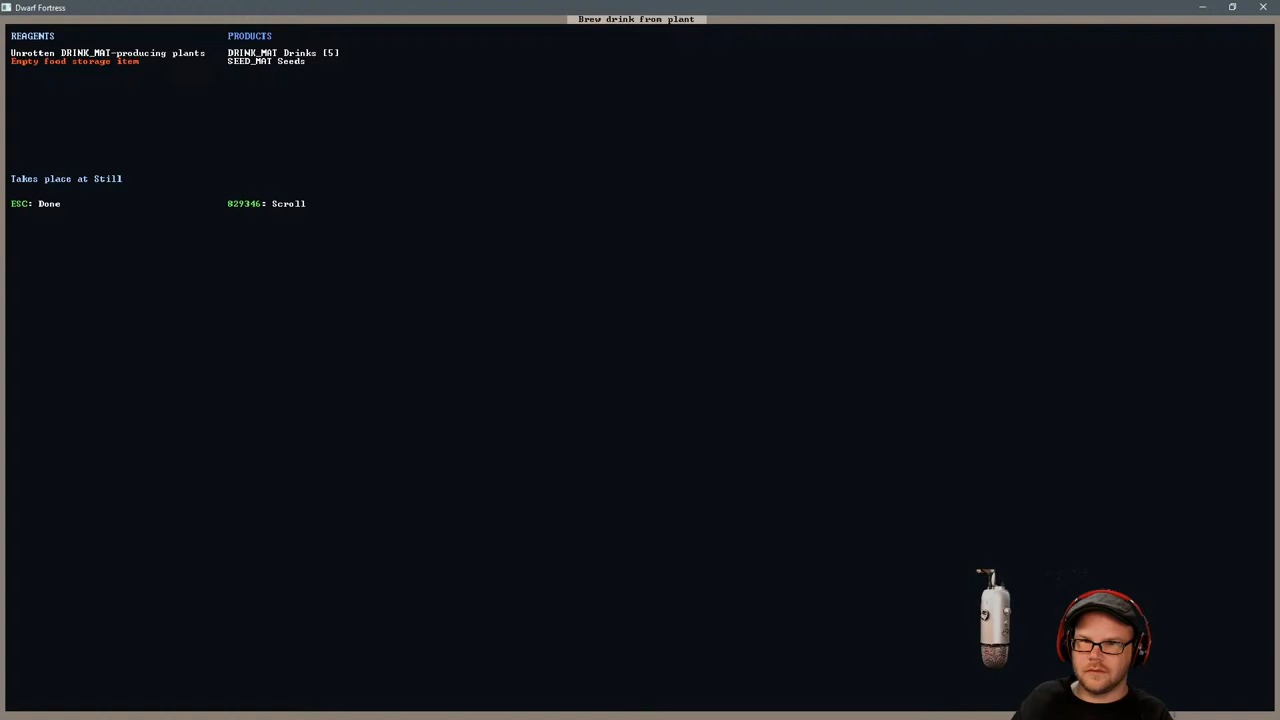 Dwarf Fortress
Brew drink from plant
REAGENTS PRODUCTS
Unrotten DRINK_MAT-producing plants DRINK_MAT Drinks [5]
Empty food storage item SEED_MAT Seeds
Takes place at Still
ESC: Done 829346: Scroll